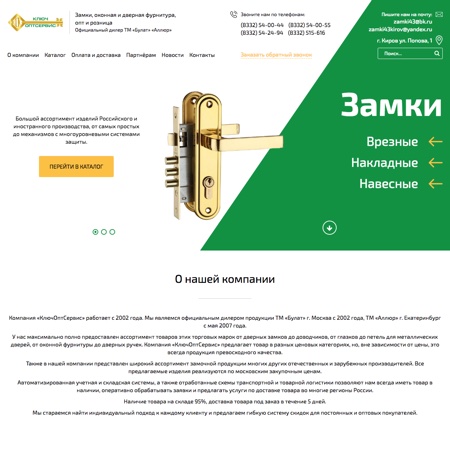 КЛЮЧ
ОПТСЕРВИС
Замки, оконная и дверная фурнитура,
опт и розница
Официальный дилер ТМ «Булат» ТМ «Аллюр»
Звоните нам по телефонам:
(8332) 54-00-44 (8332) 54-00-55
(8332) 54-24-94 (8332) 515-616
Пишите нам на почту:
zamki43@bk.ru
zamki43kirov@yandex.ru
г. Киров ул. Попова, 1
О компании Каталог Оплата и доставка Партнёрам Новости Контакты
Заказать обратный звонок
Поиск...
Большой ассортимент изделий Российского и
иностранного производства, от самых простых
до механизмов с многоуровневыми системами
защиты.
ПЕРЕЙТИ В КАТАЛОГ
Замки
Врезные
Накладные
Навесные
О нашей компании
Компания «КлючОптСервис» работает с 2002 года. Мы являемся официальным дилером продукции ТМ «Булат» г. Москва с 2002 года, ТМ «Аллюр» г. Екатеринбург
с мая 2007 года.
У нас максимально полно представлен ассортимент товаров этих торговых марок от дверных замков до доводчиков, от глазков до петель для металлических
дверей, от оконной фурнитуры до дверных ручек. Компания «КлючОптСервис» предлагает товар в разных ценовых категориях, но, вне зависимости от цены, это
всегда продукция превосходного качества.
Также в нашей компании представлен широкий ассортимент замочной продукции многих других отечественных и зарубежных производителей. Все
предлагаемые изделия реализуются по московским закупочным ценам.
Автоматизированная учетная и складская системы, а также отработанные схемы транспортной и товарной логистики позволяют нам всегда иметь товар в
наличии, оперативно обрабатывать заявки и предлагать услуги по доставке товара во многие регионы России.
Наличие товара на складе 95%, доставка товара под заказ в течение 5 дней.
Мы стараемся найти индивидуальный подход к каждому клиенту и предлагаем гибкую систему скидок для постоянных и оптовых покупателей.